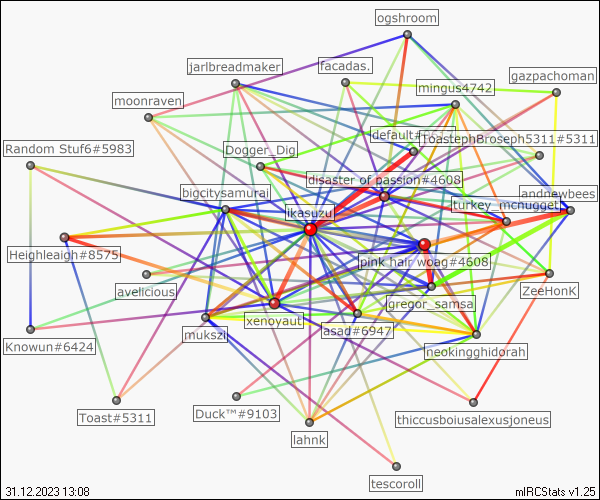 ogshroom
jarlbreadmaker
facadas.
gazpachoman
mingus4742
moonraven
default#
ToastephBroseph5311#5311
Random Stuf6#5983
Dogger_Dig
disaster of passion#4608
bigcitysamurai
andnewbees
turkey_mcnugget
ikasuzu
Heighleigh#8575
pink hair woag#4608
avelicious
gregor_samsa
ZeeHonK
xenoyaut
mukszi
asad#6947
Knowun#6424
neokingghidorah
Toast#5311
Duck™#9103
thiccusboiusalexusjoneus
lahnk
tescoroll
31.12.2023 13:08
mIRCStats v1.25